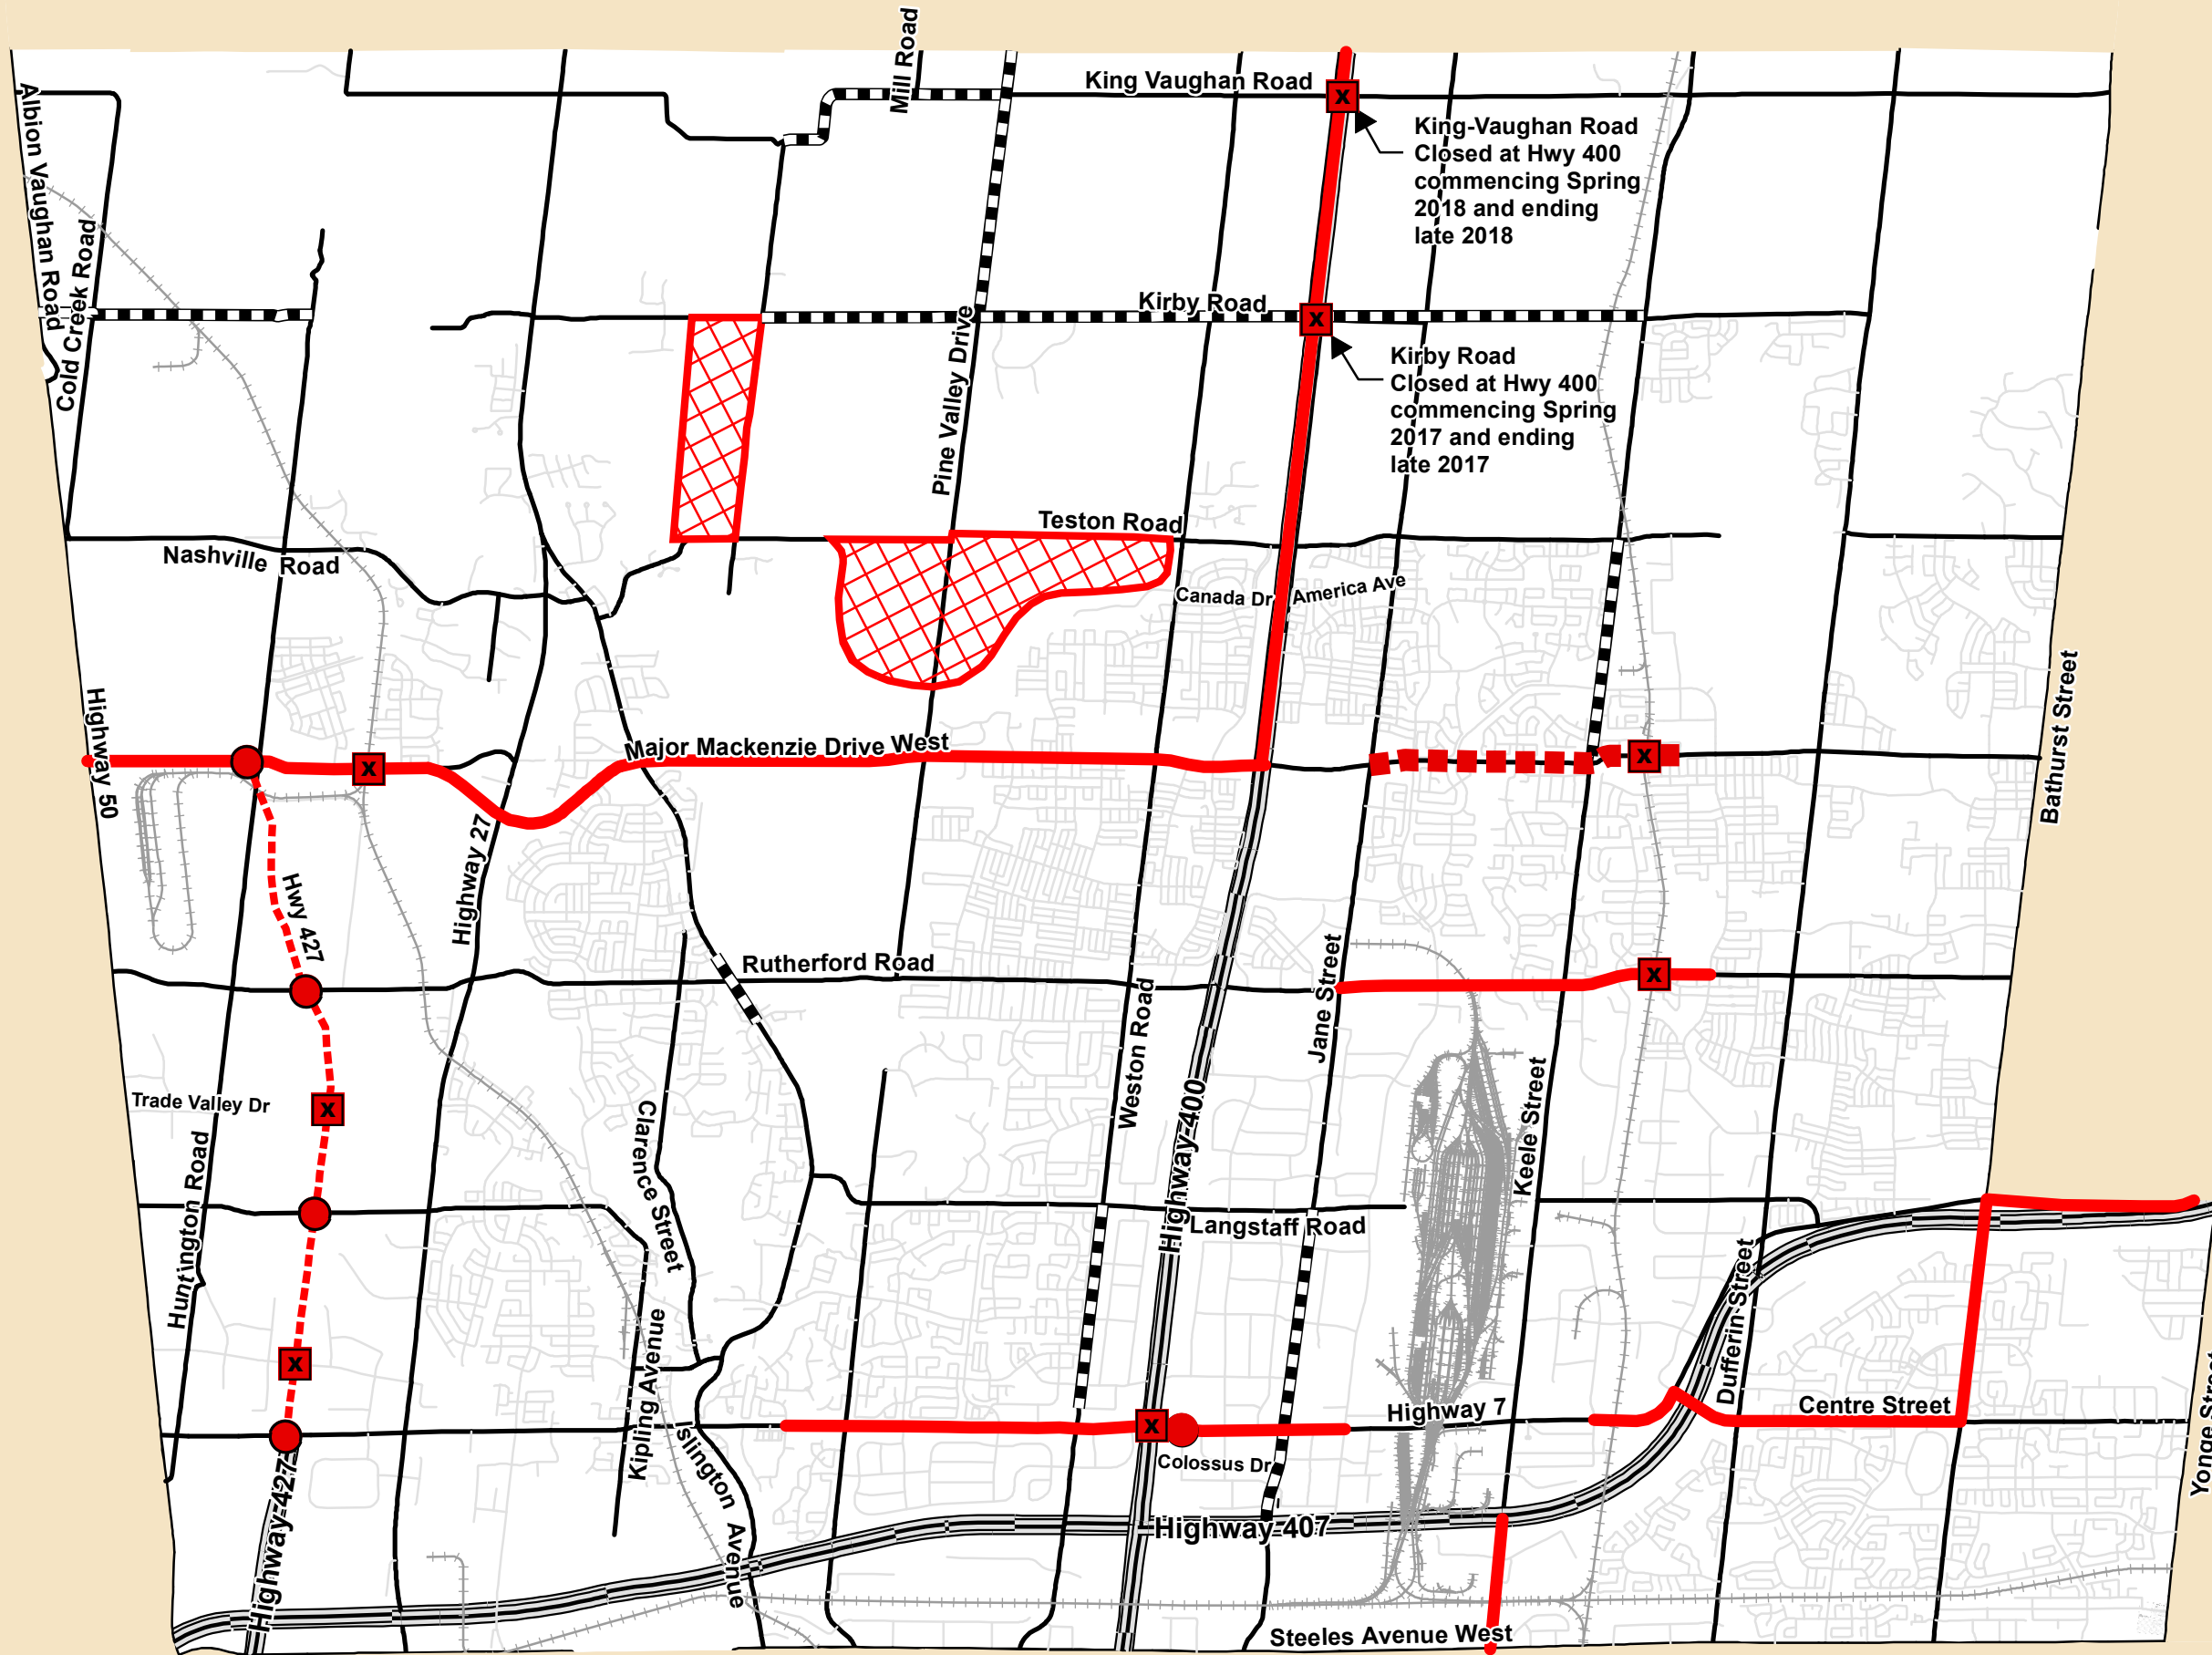 Mill Road
King Vaughan Road
x
King-Vaughan Road
Closed at Hwy 400
commencing Spring
2018 and ending
late 2018
Albion Vaughan Road
Cold Creek Road
Kirby Road
x
Kirby Road
Closed at Hwy 400
commencing Spring
2017 and ending
late 2017
Pine Valley Drive
Teston Road
Nashville Road
Canada Dr
America Ave
Highway 50
Major Mackenzie Drive West
x
x
Bathurst Street
Highway 27
Hwy 427
Rutherford Road
x
Jane Street
Weston Road
Trade Valley Dr
x
Highway 400
Keele Street
Clarence Street
Huntington Road
Langstaff Road
Dufferin Street
x
Kipling Avenue
Islington Avenue
x
Highway 7
Centre Street
Colossus Dr
Yonge Street
Highway 427
Highway 407
Steeles Avenue West